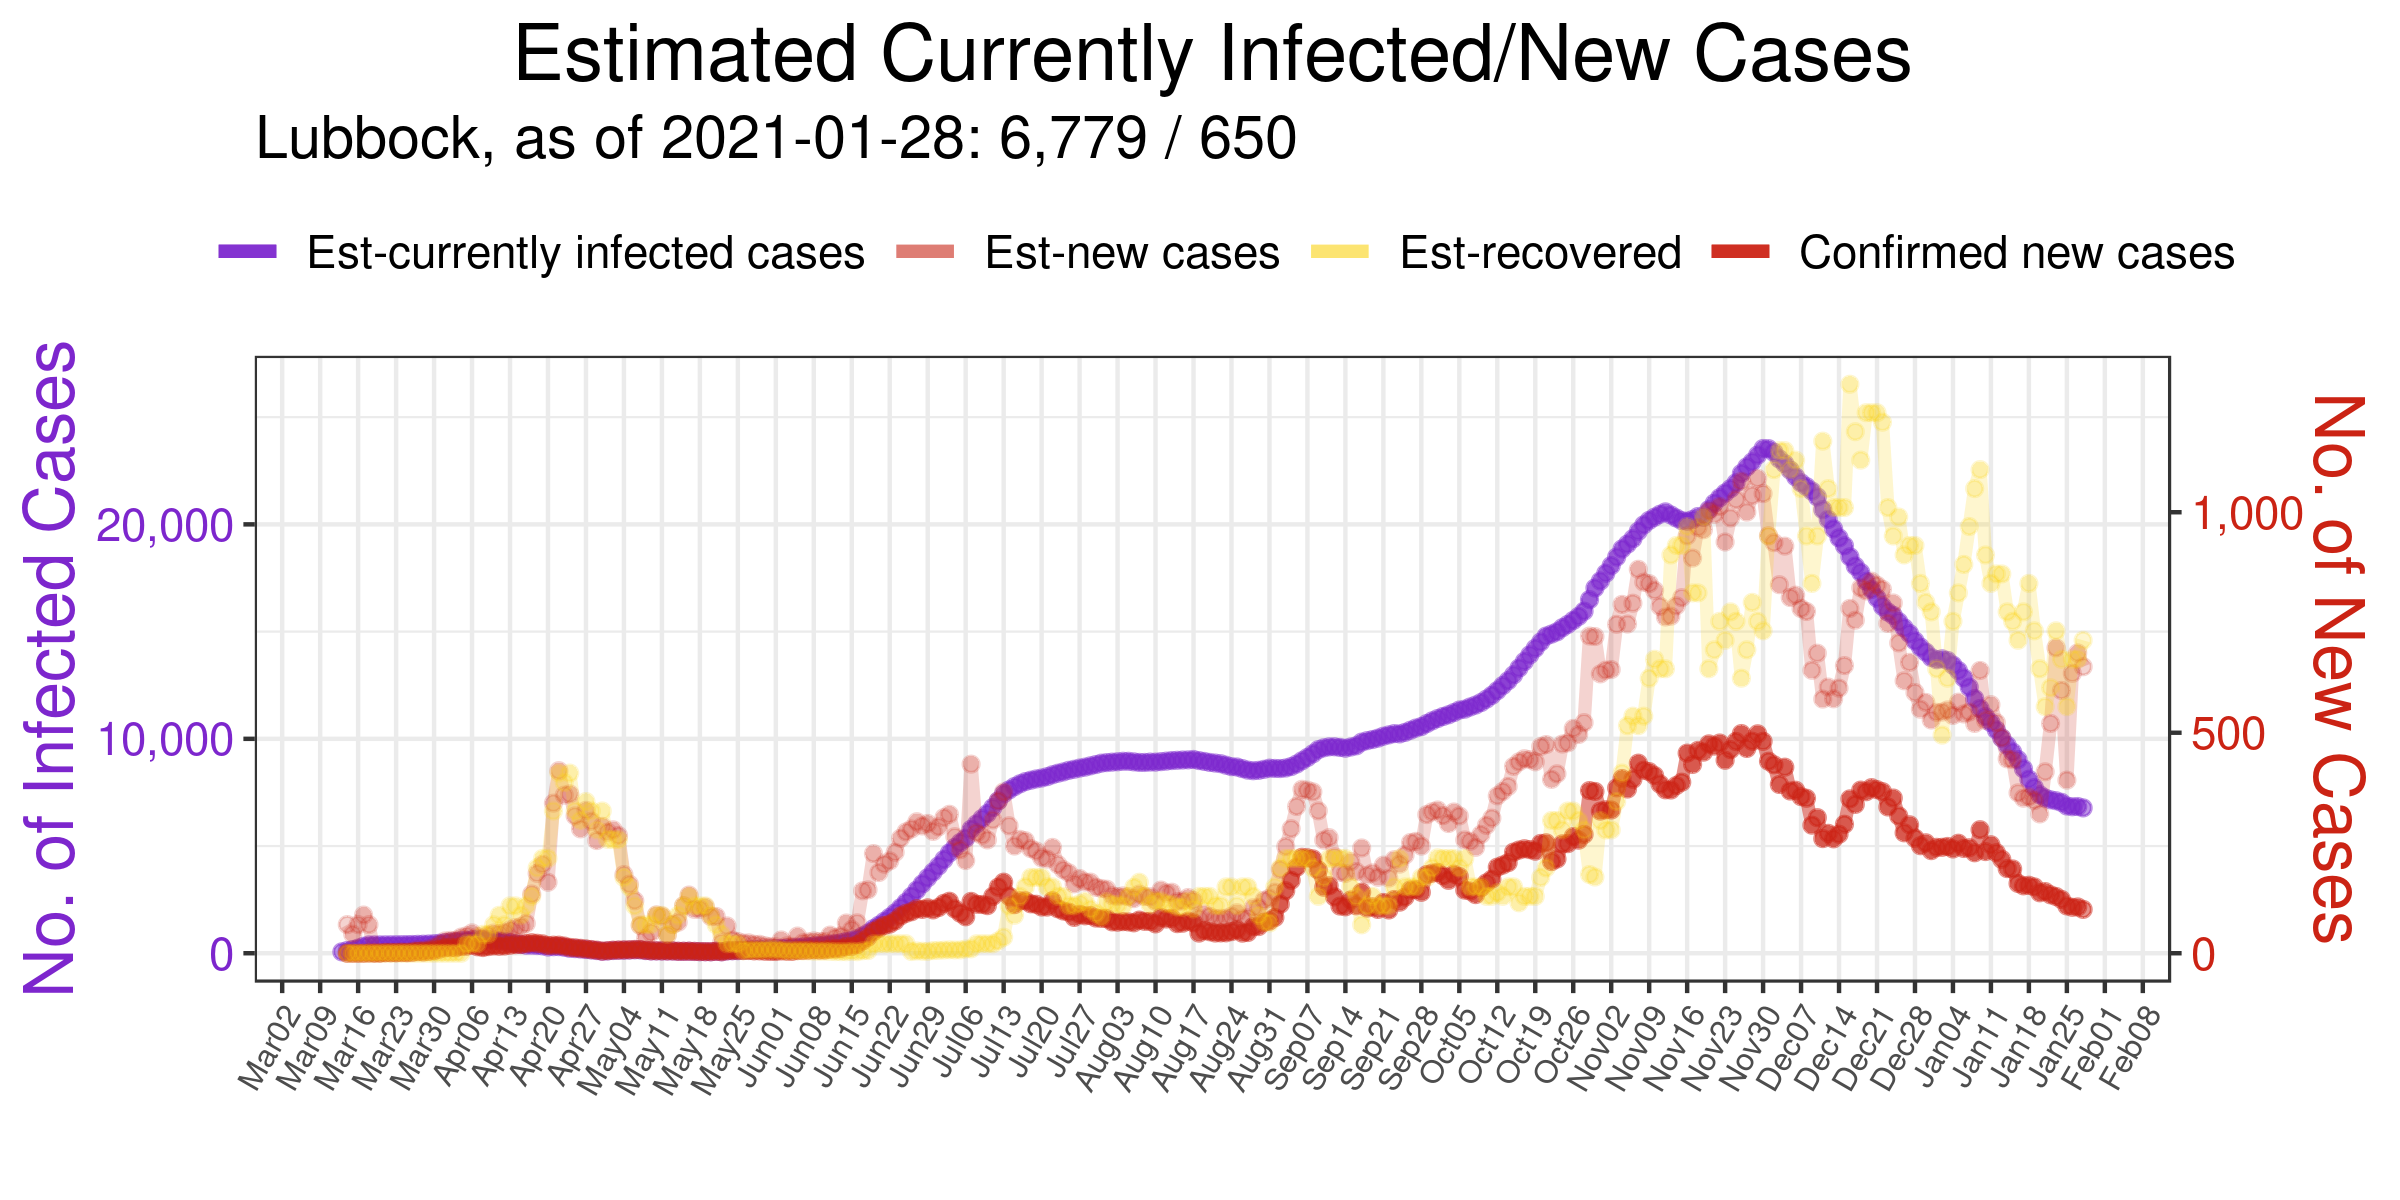 Estimated Currently Infected/New Cases
Lubbock, as of 2021-01-28: 6,779 / 650
Est-currently infected cases Est-new cases Est-recovered Confirmed new cases
No. of Infected Cases
20,000
10,000
0
No. of New Cases
1,000
500
0
Mar02 Mar09 Mar16 Mar23 Mar30 Apr06 Apr13 Apr20 Apr27 May04 May11 May18 May25 Jun01 Jun08 Jun15 Jun22 Jun29 Jul06 Jul13 Jul20 Jul27 Aug03 Aug10 Aug17 Aug24 Aug31 Sep07 Sep14 Sep21 Sep28 Oct05 Oct12 Oct19 Oct26 Nov02 Nov09 Nov16 Nov23 Nov30 Dec07 Dec14 Dec21 Dec28 Dec04 Jan11 Jan18 Jan25 Feb01 Feb08